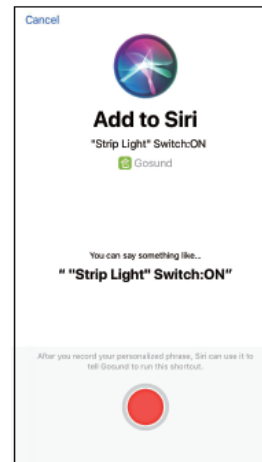 Cancel
Add to Siri
"Strip Light" Switch:ON
Gosund
You can say something like...
" "Strip Light" Switch:ON"
After you record your personalized phrase, Siri can use it to
tell Gosund to run this shortcut.